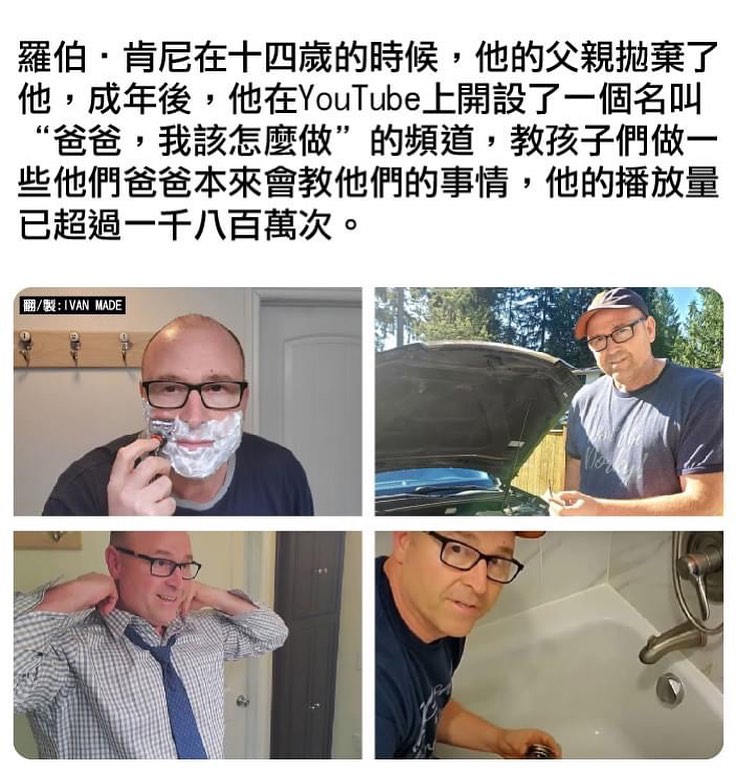 羅伯·肯尼在十四歲的時候，他的父親拋棄了
他，成年後，他在YouTube上開設了一個名叫
“爸爸，我該怎麼做”的頻道，教孩子們做一
些他們爸爸本來會教他們的事情，他的播放量
已超過一千八百萬次。
翻/製:IVAN MADE